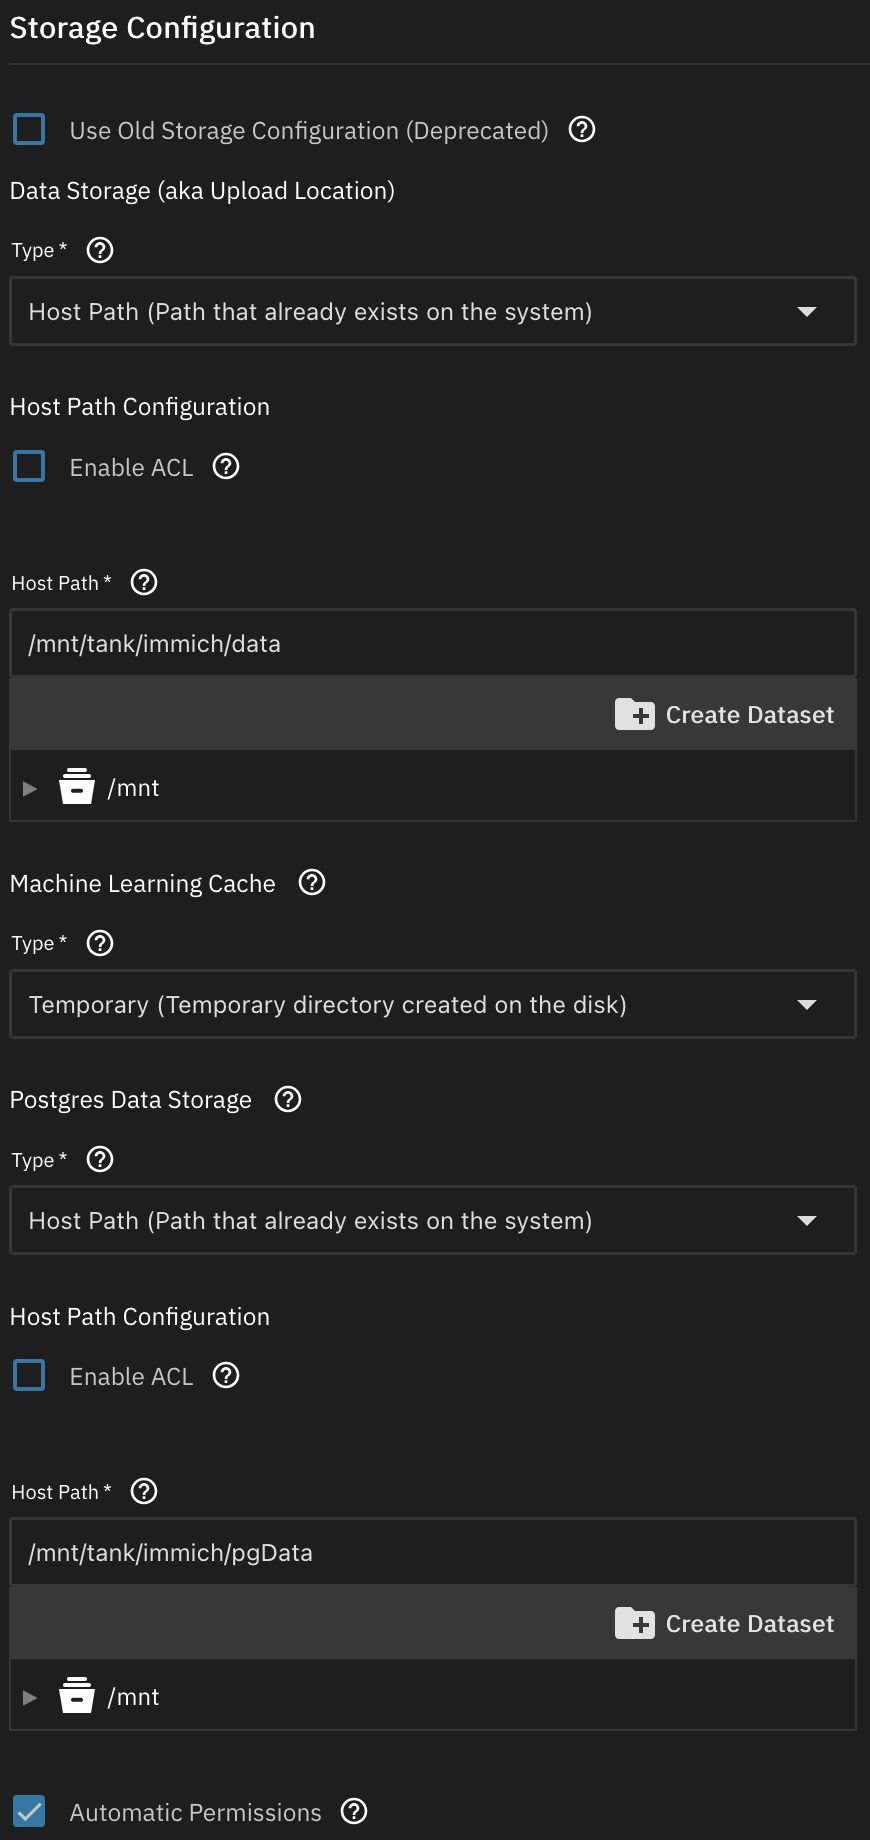 Storage Configuration
Use Old Storage Configuration (Deprecated)
Data Storage (aka Upload Location)
Type *
Host Path (Path that already exists on the system)
Host Path Configuration
Enable ACL
Host Path *
/mnt/tank/immich/data
Create Dataset
/mnt
Machine Learning Cache
Type *
Temporary (Temporary directory created on the disk)
Postgres Data Storage
Type *
Host Path (Path that already exists on the system)
Host Path Configuration
Enable ACL
Host Path *
/mnt/tank/immich/pgData
Create Dataset
/mnt
Automatic Permissions